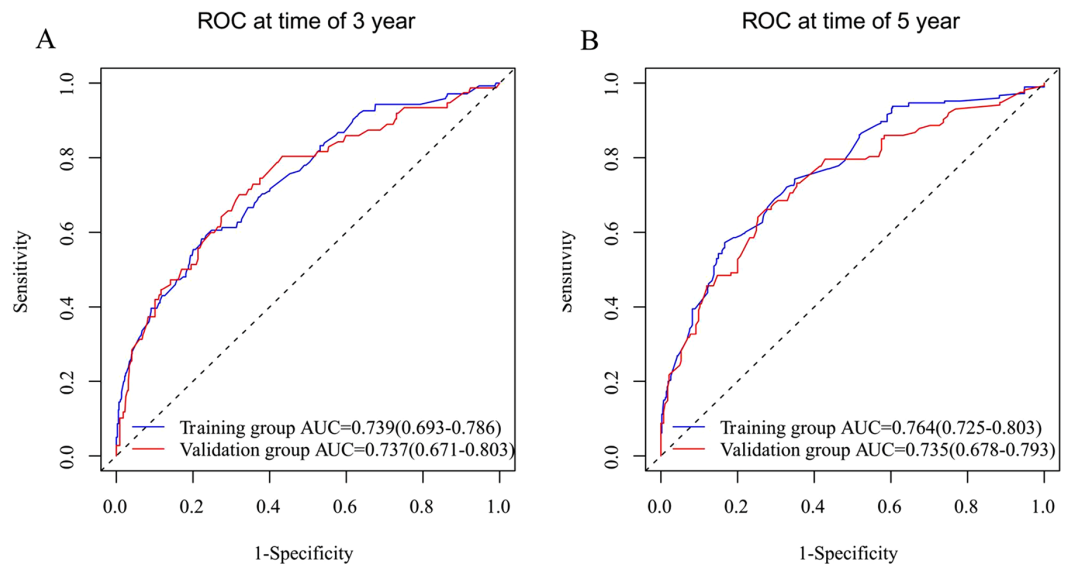 ROC at time of 3 year
A
1.0
0.8
0.6
0.4
0.2
0.0
Sensitivity
Training group AUC=0.739(0.693-0.786)
Validation group AUC=0.737(0.671-0.803)
0.0 0.2 0.4 0.6 0.8 1.0
1-Specificity
ROC at time of 5 year
B
1.0
0.8
0.6
0.4
0.2
0.0
Sensitivity
Training group AUC=0.764(0.725-0.803)
Validation group AUC=0.735(0.678-0.793)
0.0 0.2 0.4 0.6 0.8 1.0
1-Specificity